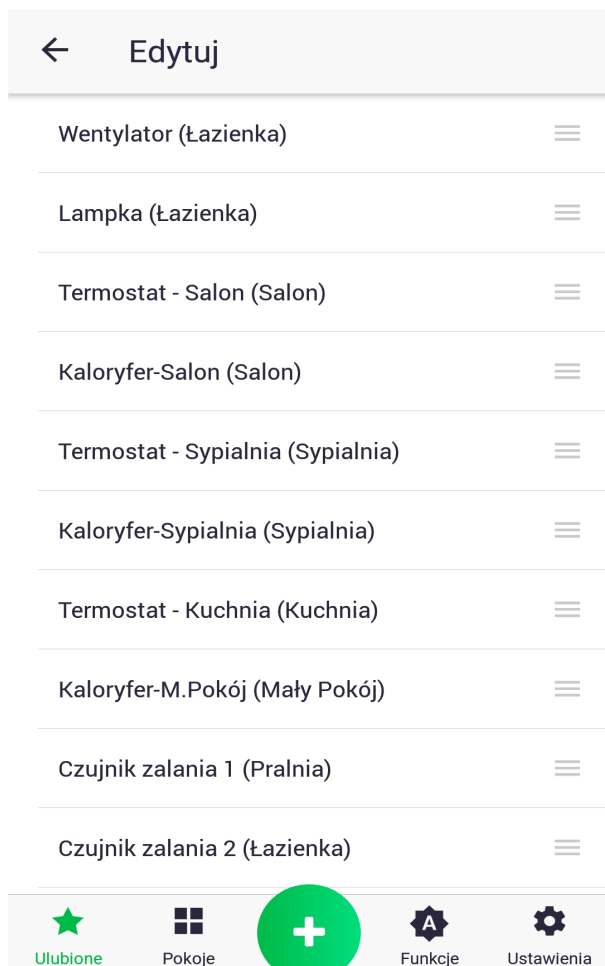 Edytuj
Wentylator (Łazienka)
Lampka (Łazienka)
Termostat - Salon (Salon)
Kaloryfer-Salon (Salon)
Termostat - Sypialnia (Sypialnia)
Kaloryfer-Sypialnia (Sypialnia)
Termostat - Kuchnia (Kuchnia)
Kaloryfer-M.Pokój (Mały Pokój)
Czujnik zalania 1 (Pralnia)
Czujnik zalania 2 (Łazienka)
A
Ulubione Pokoje Funkcje Ustawienia